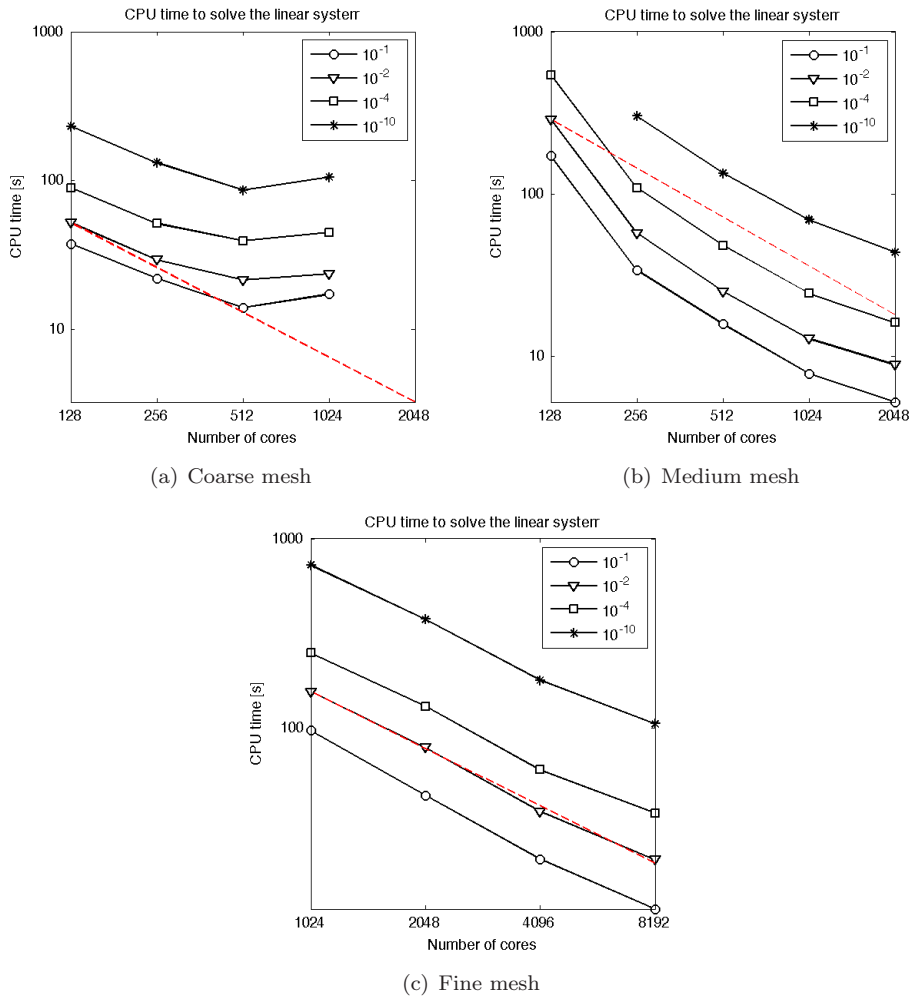 CPU time to solve the linear systerr
1000
100
10
CPU time [s]
10⁻¹
10⁻²
10⁻⁴
10⁻¹⁰
128 256 512 1024 2048
Number of cores
(a) Coarse mesh
CPU time to solve the linear systerr
1000
100
10
CPU time [s]
10⁻¹
10⁻²
10⁻⁴
10⁻¹⁰
128 256 512 1024 2048
Number of cores
(b) Medium mesh
CPU time to solve the linear systerr
1000
100
CPU time [s]
10⁻¹
10⁻²
10⁻⁴
10⁻¹⁰
1024 2048 4096 8192
Number of cores
(c) Fine mesh